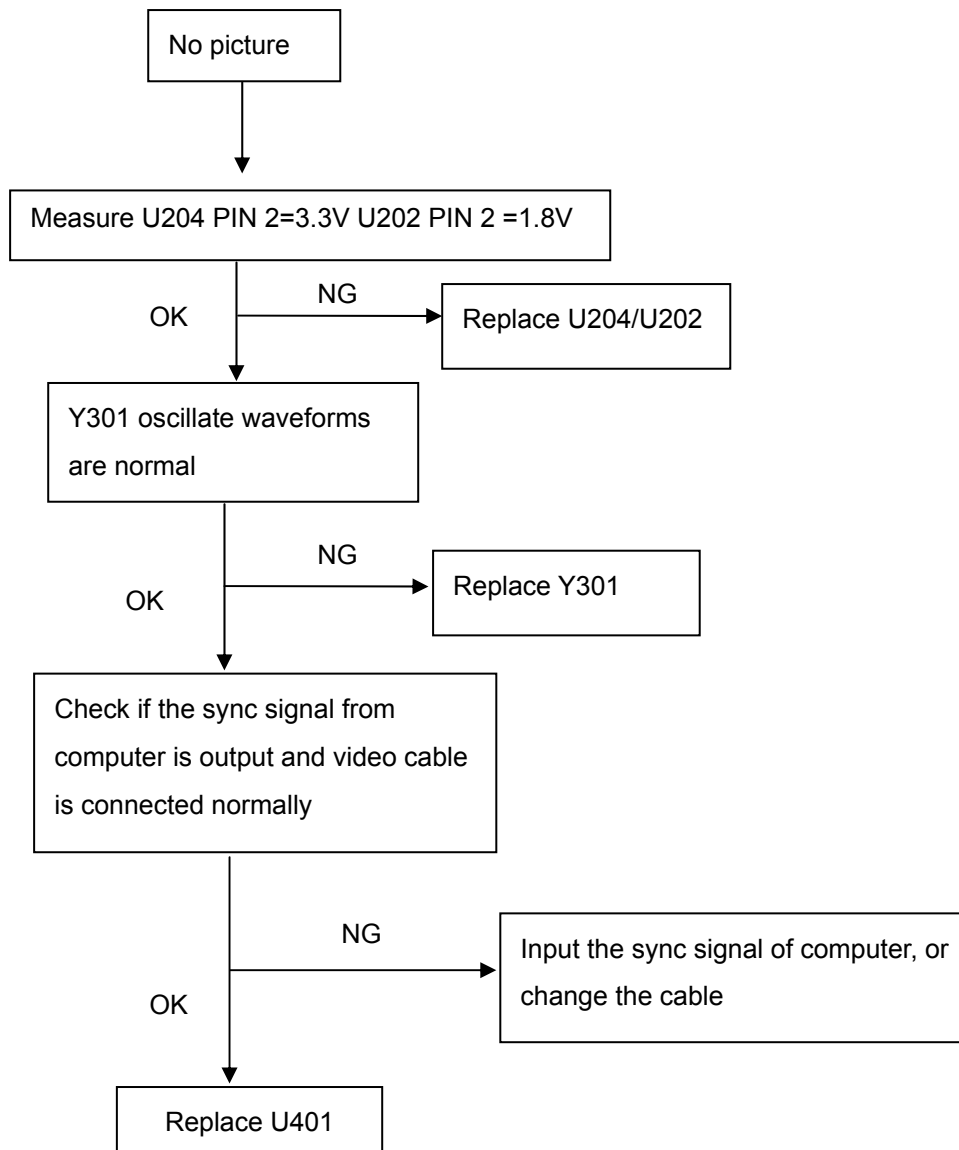 No picture
Measure U204 PIN 2=3.3V U202 PIN 2 =1.8V
NG
OK
Replace U204/U202
Y301 oscillate waveforms
are normal
NG
OK
Replace Y301
Check if the sync signal from
computer is output and video cable
is connected normally
NG
OK
Input the sync signal of computer, or
change the cable
Replace U401